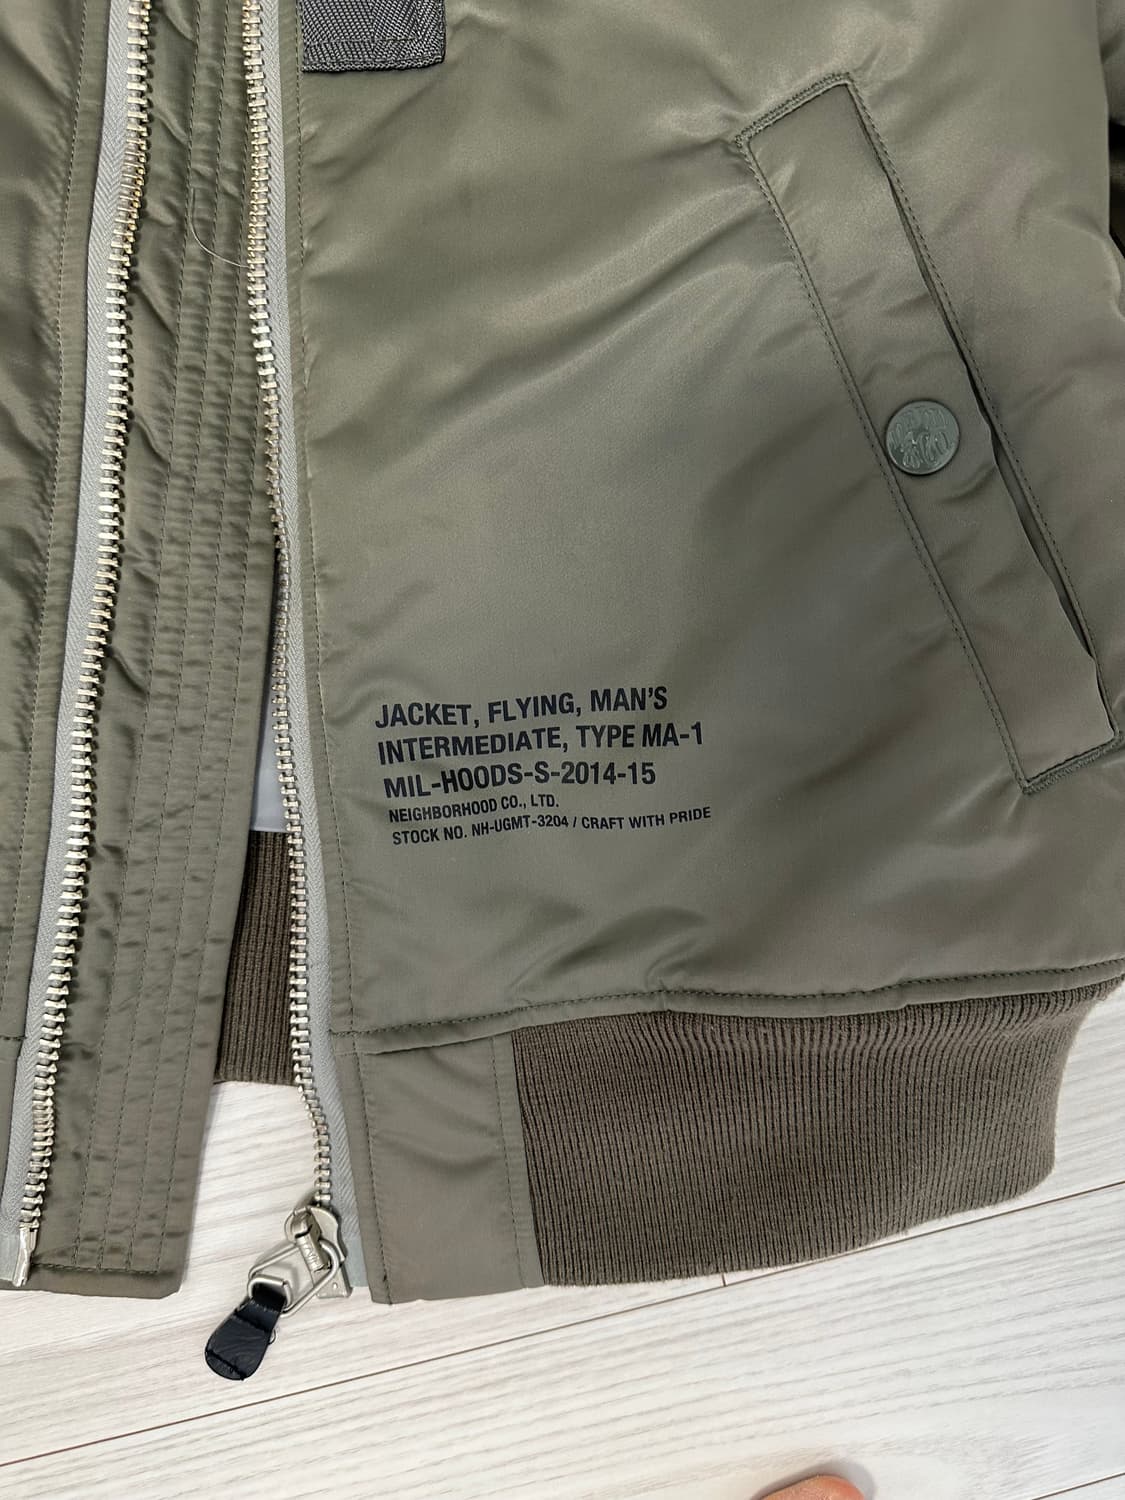 JACKET, FLYING, MAN'S
INTERMEDIATE, TYPE MA-1
MIL-HOODS-S-2014-15
NEIGHBORHOOD CO., LTD.
STOCK NO. NH-UGMT-3204 / CRAFT WITH PRIDE